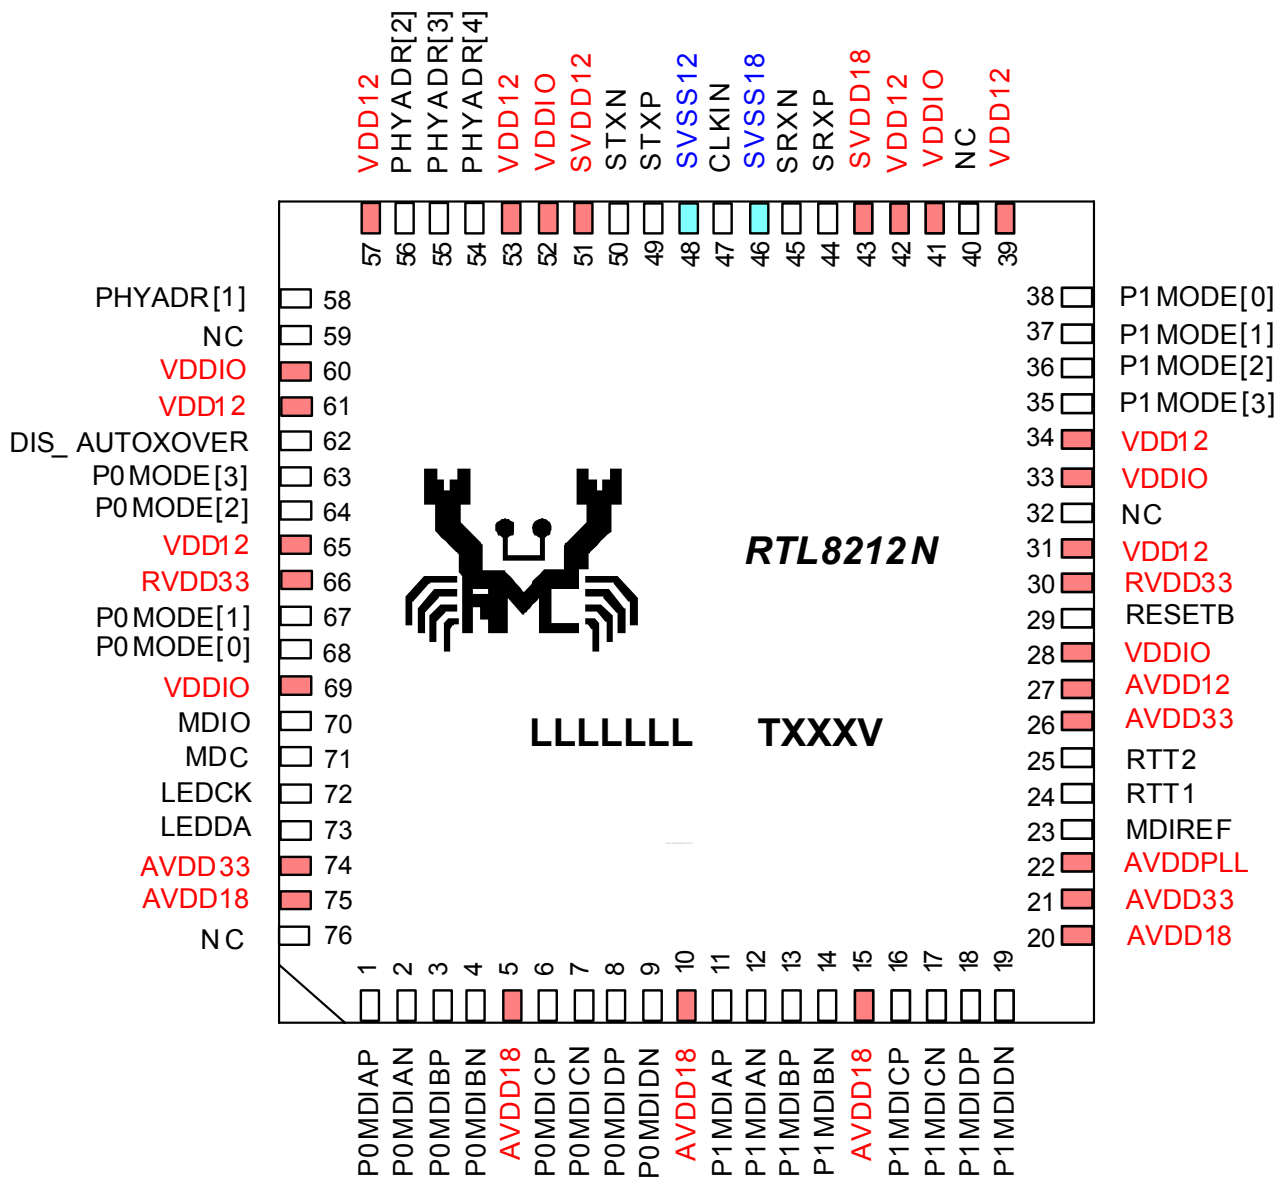 VDD12
PHYADR[2]
PHYADR[3]
PHYADR[4]
VDD12
VDDIO
SVDD12
STXN
STXP
SVSS12
CLKIN
SVSS18
SRXN
SRXP
SVDD18
VDD12
VDDIO
NC
VDD12
57 56 55 54 53 52 51 50 49 48 47 46 45 44 43 42 41 40 39
PHYADR[1] 58
NC 59
VDDIO 60
VDD12 61
DIS_AUTOXOVER 62
P0MODE[3] 63
P0MODE[2] 64
VDD12 65
RVDD33 66
P0MODE[1] 67
P0MODE[0] 68
VDDIO 69
MDIO 70
MDC 71
LEDCK 72
LEDDA 73
AVDD33 74
AVDD18 75
NC 76
RTL8212N
LLLLLLL TXXXV
38 P1MODE[0]
37 P1MODE[1]
36 P1MODE[2]
35 P1MODE[3]
34 VDD12
33 VDDIO
32 NC
31 VDD12
30 RVDD33
29 RESETB
28 VDDIO
27 AVDD12
26 AVDD33
25 RTT2
24 RTT1
23 MDIREF
22 AVDDPLL
21 AVDD33
20 AVDD18
1 2 3 4 5 6 7 8 9 10 11 12 13 14 15 16 17 18 19
P0MDIAP
P0MDIAN
P0MDIBP
P0MDIBN
AVDD18
P0MDICP
P0MDICN
P0MDIDP
P0MDIDN
AVDD18
P1MDIAP
P1MDIAN
P1MDIBP
P1MDIBN
AVDD18
P1MDICP
P1MDICN
P1MDIDP
P1MDIDN